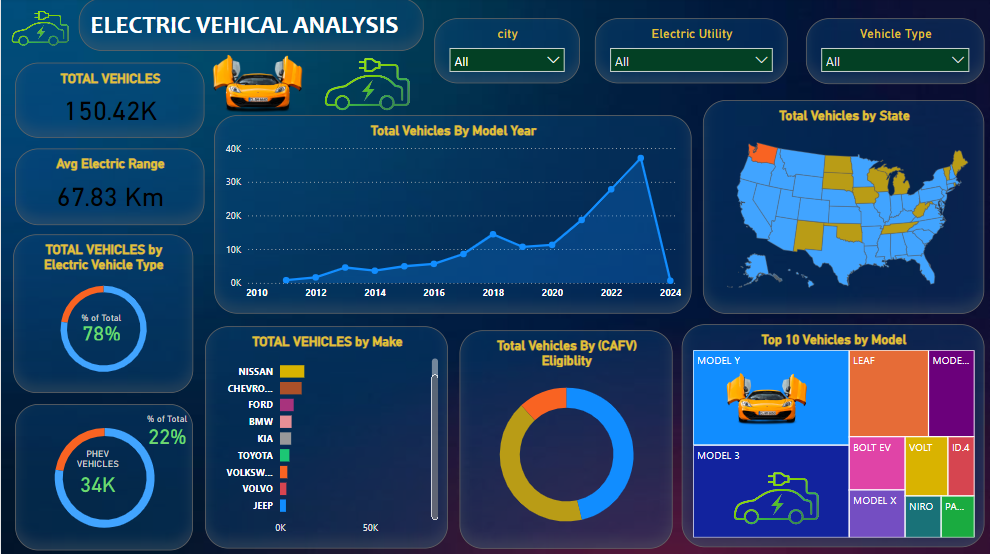 ELECTRIC VEHICAL ANALYSIS
city
All
Electric Utility
All
Vehicle Type
All
TOTAL VEHICLES
150.42K
Avg Electric Range
67.83 Km
TOTAL VEHICLES by
Electric Vehicle Type
% of Total
78%
% of Total
22%
PHEV
VEHICLES
34K
Total Vehicles By Model Year
40K
30K
20K
10K
0K
2010 2012 2014 2016 2018 2020 2022 2024
Total Vehicles by State
TOTAL VEHICLES by Make
NISSAN
CHEVRO...
FORD
BMW
KIA
TOYOTA
VOLKSW...
VOLVO
JEEP
0K 50K
Total Vehicles By (CAFV)
Eligiblity
Top 10 Vehicles by Model
MODEL Y
LEAF
MODE...
MODEL 3
BOLT EV
VOLT
ID.4
MODEL X
NIRO
PA...